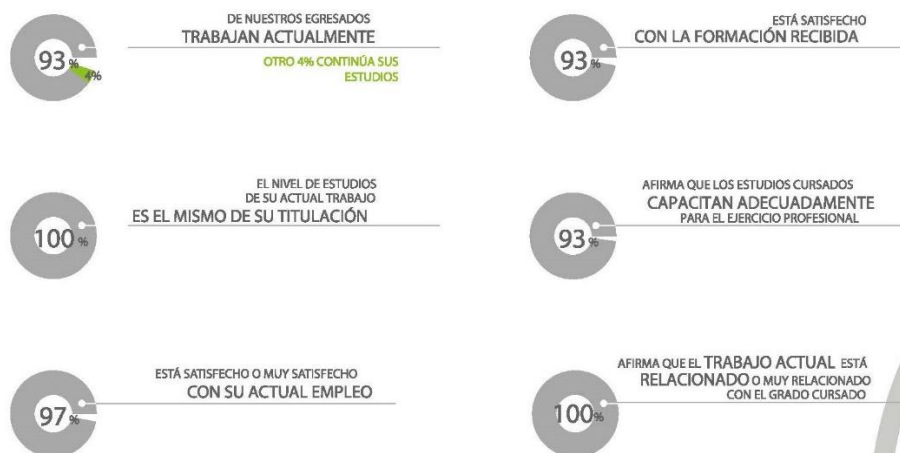 DE NUESTROS EGRESADOS
TRABAJAN ACTUALMENTE
93 %
4%
OTRO 4% CONTINÚA SUS
ESTUDIOS
ESTÁ SATISFECHO
CON LA FORMACIÓN RECIBIDA
93 %
EL NIVEL DE ESTUDIOS
DE SU ACTUAL TRABAJO
ES EL MISMO DE SU TITULACIÓN
100 %
AFIRMA QUE LOS ESTUDIOS CURSADOS
CAPACITAN ADECUADAMENTE
PARA EL EJERCICIO PROFESIONAL
93 %
ESTÁ SATISFECHO O MUY SATISFECHO
CON SU ACTUAL EMPLEO
97 %
AFIRMA QUE EL TRABAJO ACTUAL ESTÁ
RELACIONADO O MUY RELACIONADO
CON EL GRADO CURSADO
100 %